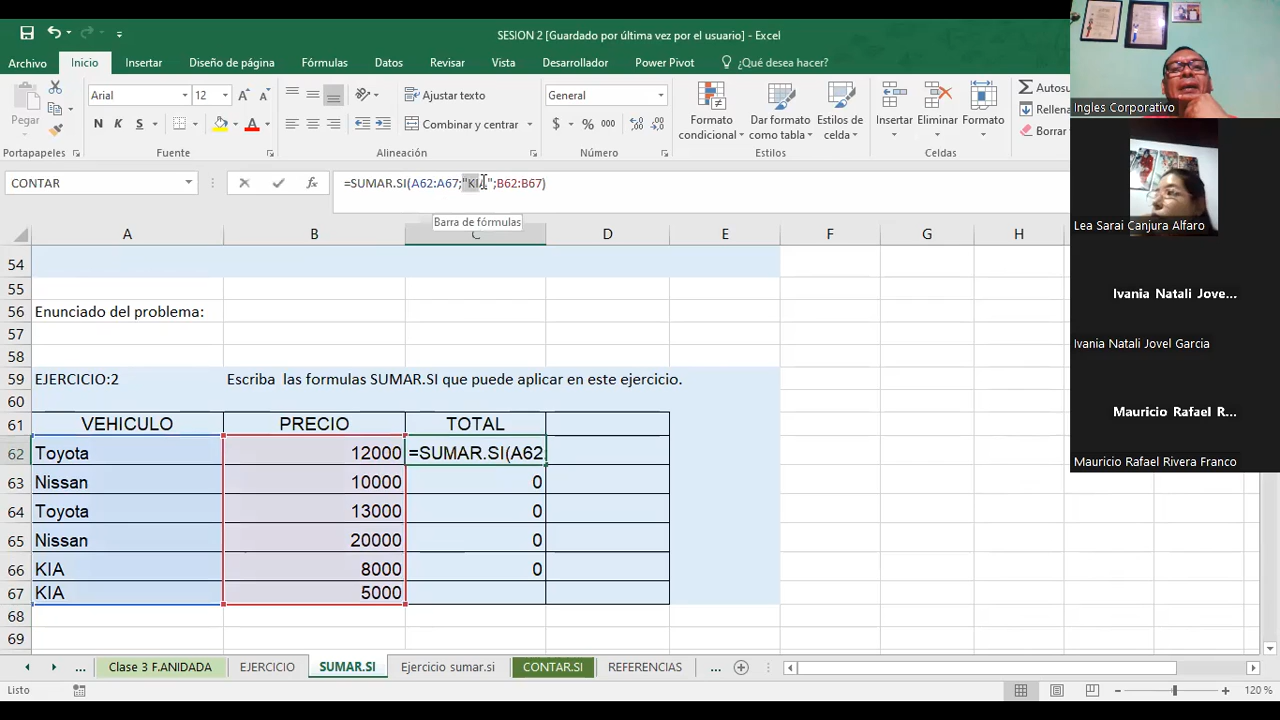 SESION 2 [Guardado por última vez por el usuario] - Excel
Archivo Inicio Insertar Diseño de página Fórmulas Datos Revisar Vista Desarrollador Power Pivot ¿Qué desea hacer?
Pegar
Arial 12
N K S
Ajustar texto
Combinar y centrar
General
$ % 000
Formato condicional
Dar formato como tabla
Estilos de celda
Insertar Eliminar Formato
Autosu
Rellena
Borrar
Portapapeles Fuente Alineación Número Estilos Celdas
CONTAR
fx
=SUMAR.SI(A62:A67;"KIA";B62:B67)
Barra de fórmulas
A B C D E F G H
54
55
56 Enunciado del problema:
57
58
59 EJERCICIO:2 Escriba las formulas SUMAR.SI que puede aplicar en este ejercicio.
60
61 VEHICULO PRECIO TOTAL
62 Toyota 12000 =SUMAR.SI(A62
63 Nissan 10000 0
64 Toyota 13000 0
65 Nissan 20000 0
66 KIA 8000 0
67 KIA 5000
68
69
... Clase 3 F.ANIDADA EJERCICIO SUMAR.SI Ejercicio sumar.si CONTAR.SI REFERENCIAS ...
Listo
120 %
Ingles Corporativo
Lea Sarai Canjura Alfaro
Ivania Natali Jove...
Ivania Natali Jovel Garcia
Mauricio Rafael R...
Mauricio Rafael Rivera Franco